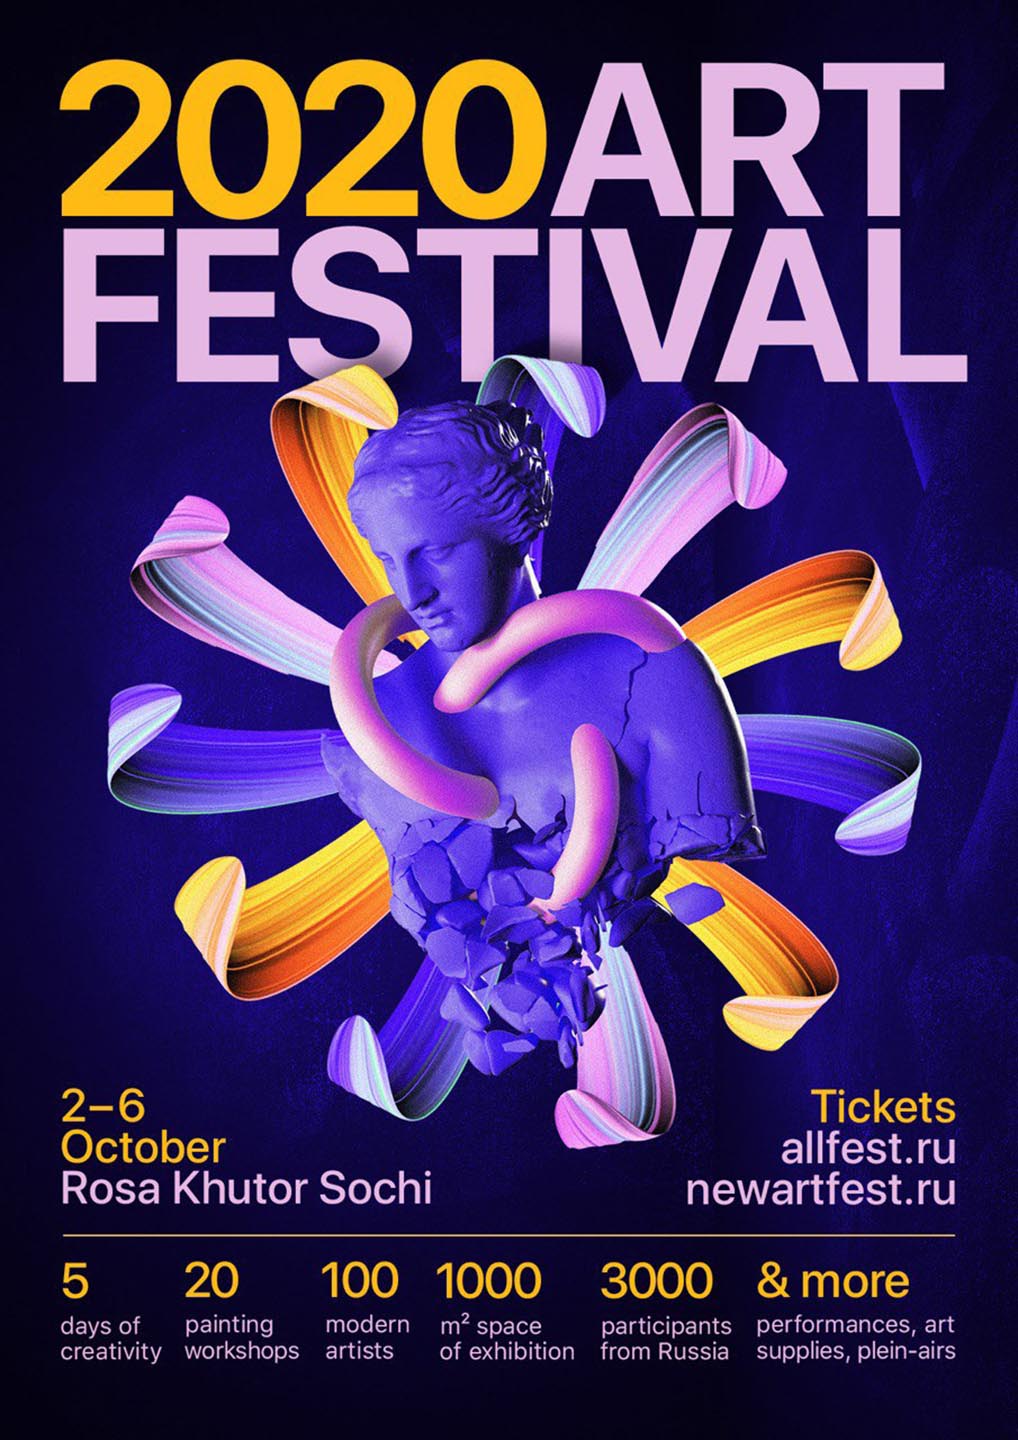 2020ART
FESTIVAL
2–6
October
Rosa Khutor Sochi
Tickets
allfest.ru
newartfest.ru
5
days of
creativity
20
painting
workshops
100
modern
artists
1000
m² space
of exhibition
3000
participants
from Russia
& more
performances, art
supplies, plein-airs